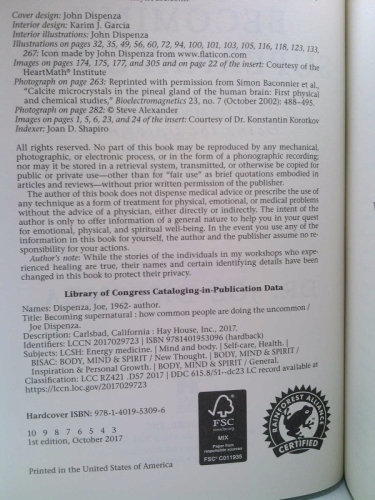 Cover design: John Dispenza
Interior design: Karim J. Garcia
Interior illustrations: John Dispenza
Illustrations on pages 32, 35, 49, 56, 60, 72, 94, 100, 101, 103, 105, 116, 118, 123, 133,
267: Icon made by John Dispenza from www.flaticon.com
Images on pages 174, 175, 177, and 305 and on page 22 of the insert: Courtesy of the
HeartMath® Institute
Photograph on page 263: Reprinted with permission from Simon Baconnier et al.,
"Calcite microcrystals in the pineal gland of the human brain: First physical
and chemical studies," Bioelectromagnetics 23, no. 7 (October 2002): 488–495.
Photograph on page 282: © Steve Alexander
Images on pages 1, 5, 6, 23, and 24 of the insert: Courtesy of Dr. Konstantin Korotkov
Indexer: Joan D. Shapiro
All rights reserved. No part of this book may be reproduced by any mechanical,
photographic, or electronic process, or in the form of a phonographic recording;
nor may it be stored in a retrieval system, transmitted, or otherwise be copied for
public or private use—other than for "fair use" as brief quotations embodied in
articles and reviews—without prior written permission of the publisher.
The author of this book does not dispense medical advice or prescribe the use of
any technique as a form of treatment for physical, emotional, or medical problems
without the advice of a physician, either directly or indirectly. The intent of the
author is only to offer information of a general nature to help you in your quest
for emotional, physical, and spiritual well-being. In the event you use any of the
information in this book for yourself, the author and the publisher assume no re-
sponsibility for your actions.
Author's note: While the stories of the individuals in my workshops who expe-
rienced healing are true, their names and certain identifying details have been
changed in this book to protect their privacy.
Library of Congress Cataloging-in-Publication Data
Names: Dispenza, Joe, 1962- author.
Title: Becoming supernatural : how common people are doing the uncommon /
Joe Dispenza.
Description: Carlsbad, California : Hay House, Inc., 2017.
Identifiers: LCCN 2017029723 | ISBN 9781401953096 (hardback)
Subjects: LCSH: Energy medicine. | Mind and body. | Self-care, Health. |
BISAC: BODY, MIND & SPIRIT / New Thought. | BODY, MIND & SPIRIT /
Inspiration & Personal Growth. | BODY, MIND & SPIRIT / General.
Classification: LCC RZ421 .D57 2017 | DDC 615.8/51--dc23 LC record available at
https://lccn.loc.gov/2017029723
Hardcover ISBN: 978-1-4019-5309-6
10 9 8 7 6 5 4 3
1st edition, October 2017
Printed in the United States of America
FSC
www.fsc.org
MIX
Paper from
responsible sources
FSC® C011935
RAINFOREST ALLIANCE
CERTIFIED